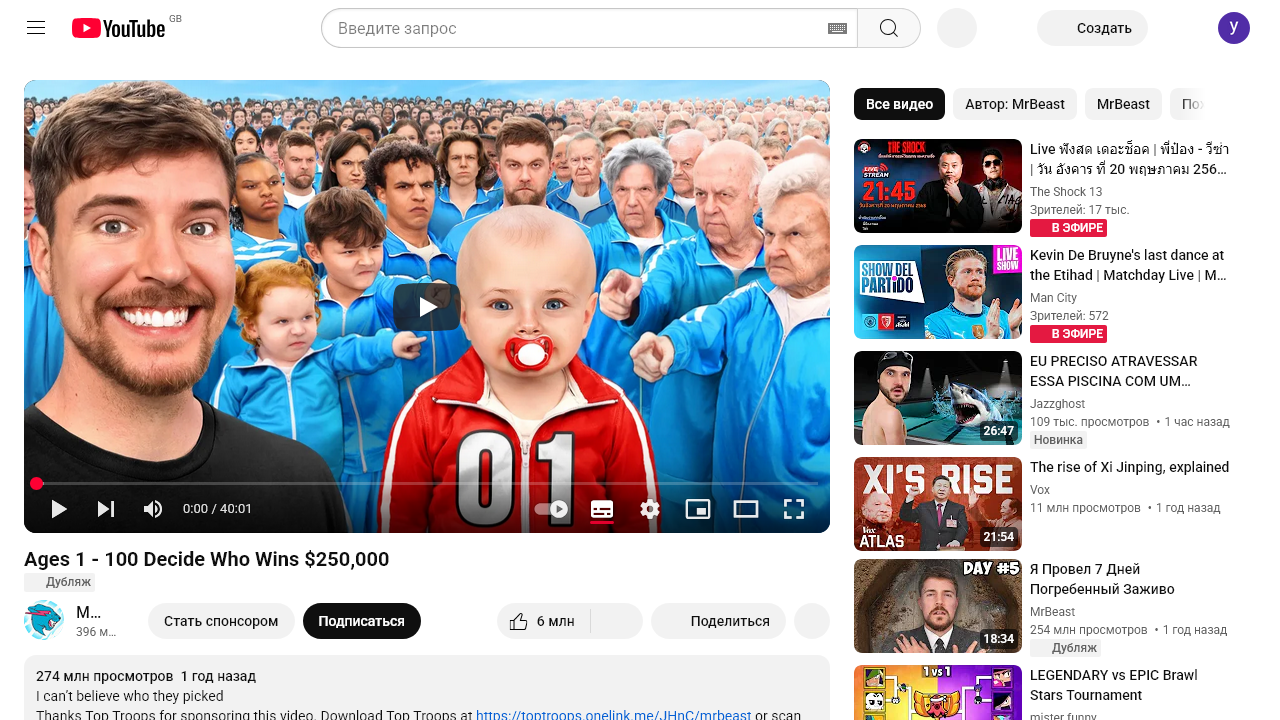 YouTube GB
Введите запрос
Создать
y
01
0:00 / 40:01
Ages 1 - 100 Decide Who Wins $250,000
Дубляж
M...
396 м...
Стать спонсором
Подписаться
6 млн
Поделиться
274 млн просмотров 1 год назад
I can't believe who they picked
Thanks Top Troops for sponsoring this video. Download Top Troops at https://toptroops.onelink.me/JHnC/mrbeast or scan
Все видео
Автор: MrBeast
MrBeast
По
THE SHOCK
LIVE
STREAM
21:45
Live ฟังสด เดอะช็อค | พี่ป๋อง - วีซ่า
| วัน อังคาร ที่ 20 พฤษภาคม 256...
The Shock 13
Зрителей: 17 тыс.
В ЭФИРЕ
SHOW DEL
PARTIDO
LIVE
SHOW
Kevin De Bruyne's last dance at
the Etihad | Matchday Live | M...
Man City
Зрителей: 572
В ЭФИРЕ
26:47
EU PRECISO ATRAVESSAR
ESSA PISCINA COM UM...
Jazzghost
109 тыс. просмотров • 1 час назад
Новинка
XI'S RISE
Vox
ATLAS
21:54
The rise of Xi Jinping, explained
Vox
11 млн просмотров • 1 год назад
DAY #5
18:34
Я Провел 7 Дней
Погребенный Заживо
MrBeast
254 млн просмотров • 1 год назад
Дубляж
1 vs 1
LEGENDARY vs EPIC Brawl
Stars Tournament
mister funny